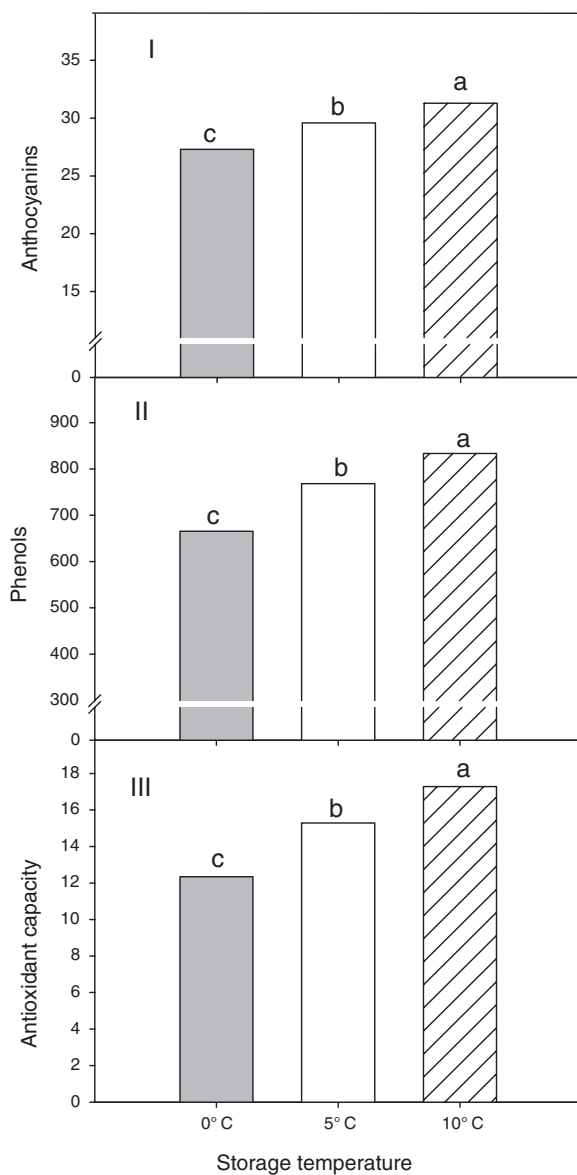 I
35
30
25
20
15
0
Anthocyanins
c
b
a
II
900
800
700
600
500
400
300
0
Phenols
c
b
a
III
18
16
14
12
10
8
6
4
2
0
Antioxidant capacity
c
b
a
0° C 5° C 10° C
Storage temperature